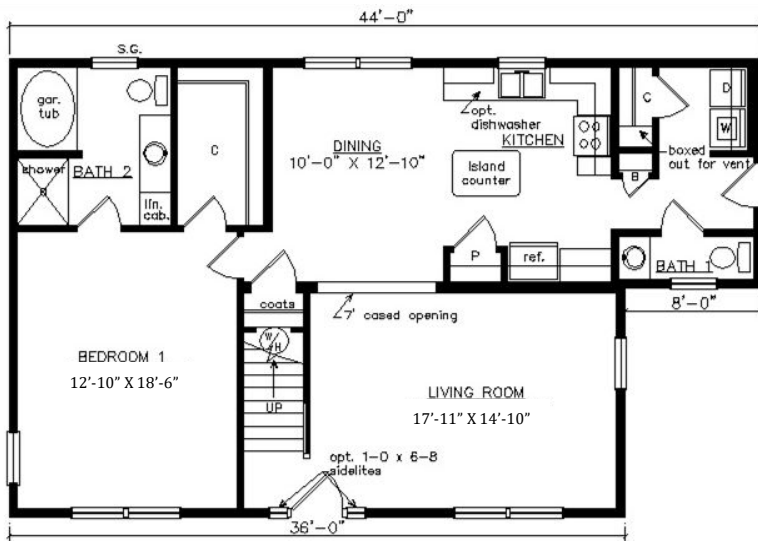 44'-0"
S.G.
gar.
tub
C
DINING
10'-0" X 12'-10"
opt.
dishwasher
KITCHEN
C
D
W
boxed
out for vent
shower
BATH 2
lin.
cab.
Island
counter
B
P
ref.
BATH 1
coats
7' cased opening
8'-0"
W/H
BEDROOM 1
12'-10" X 18'-6"
UP
LIVING ROOM
17'-11" X 14'-10"
opt. 1-0 x 6-8
sidelites
36'-0"